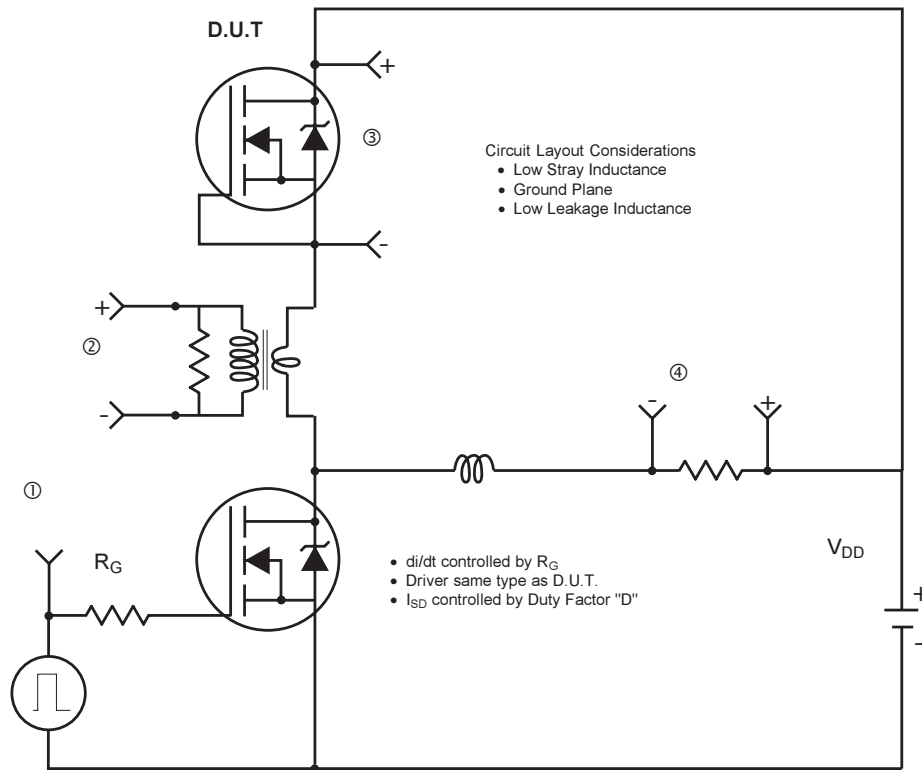 D.U.T
+
③
Circuit Layout Considerations
• Low Stray Inductance
• Ground Plane
• Low Leakage Inductance
-
+
②
-
④
-
+
①
R_G
V_DD
• di/dt controlled by R_G
• Driver same type as D.U.T.
• I_SD controlled by Duty Factor "D"
+
-